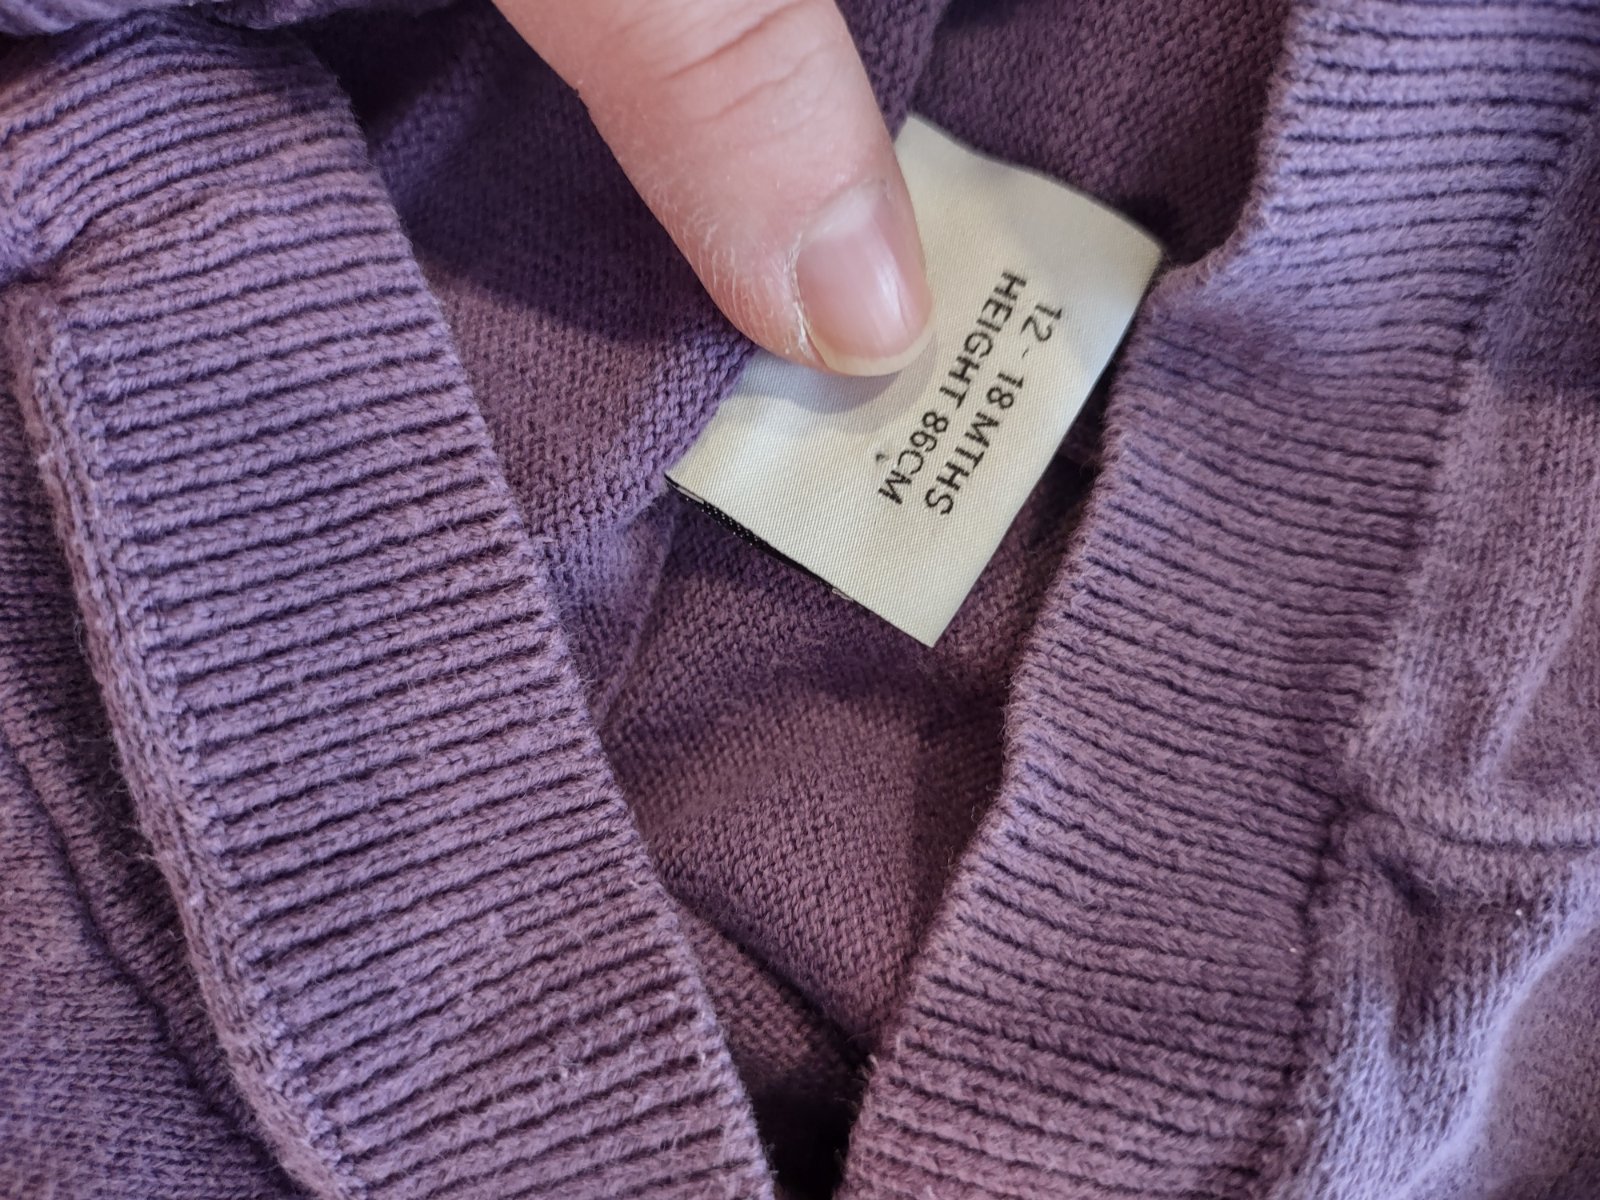 12 - 18 MTHS
HEIGHT 86CM